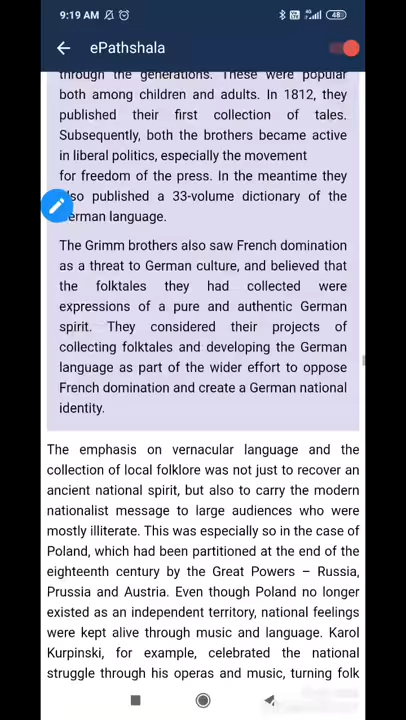 9:19 AM
48
ePathshala
through the generations. These were popular
both among children and adults. In 1812, they
published their first collection of tales.
Subsequently, both the brothers became active
in liberal politics, especially the movement
for freedom of the press. In the meantime they
also published a 33-volume dictionary of the
German language.
The Grimm brothers also saw French domination
as a threat to German culture, and believed that
the folktales they had collected were
expressions of a pure and authentic German
spirit. They considered their projects of
collecting folktales and developing the German
language as part of the wider effort to oppose
French domination and create a German national
identity.
The emphasis on vernacular language and the
collection of local folklore was not just to recover an
ancient national spirit, but also to carry the modern
nationalist message to large audiences who were
mostly illiterate. This was especially so in the case of
Poland, which had been partitioned at the end of the
eighteenth century by the Great Powers – Russia,
Prussia and Austria. Even though Poland no longer
existed as an independent territory, national feelings
were kept alive through music and language. Karol
Kurpinski, for example, celebrated the national
struggle through his operas and music, turning folk